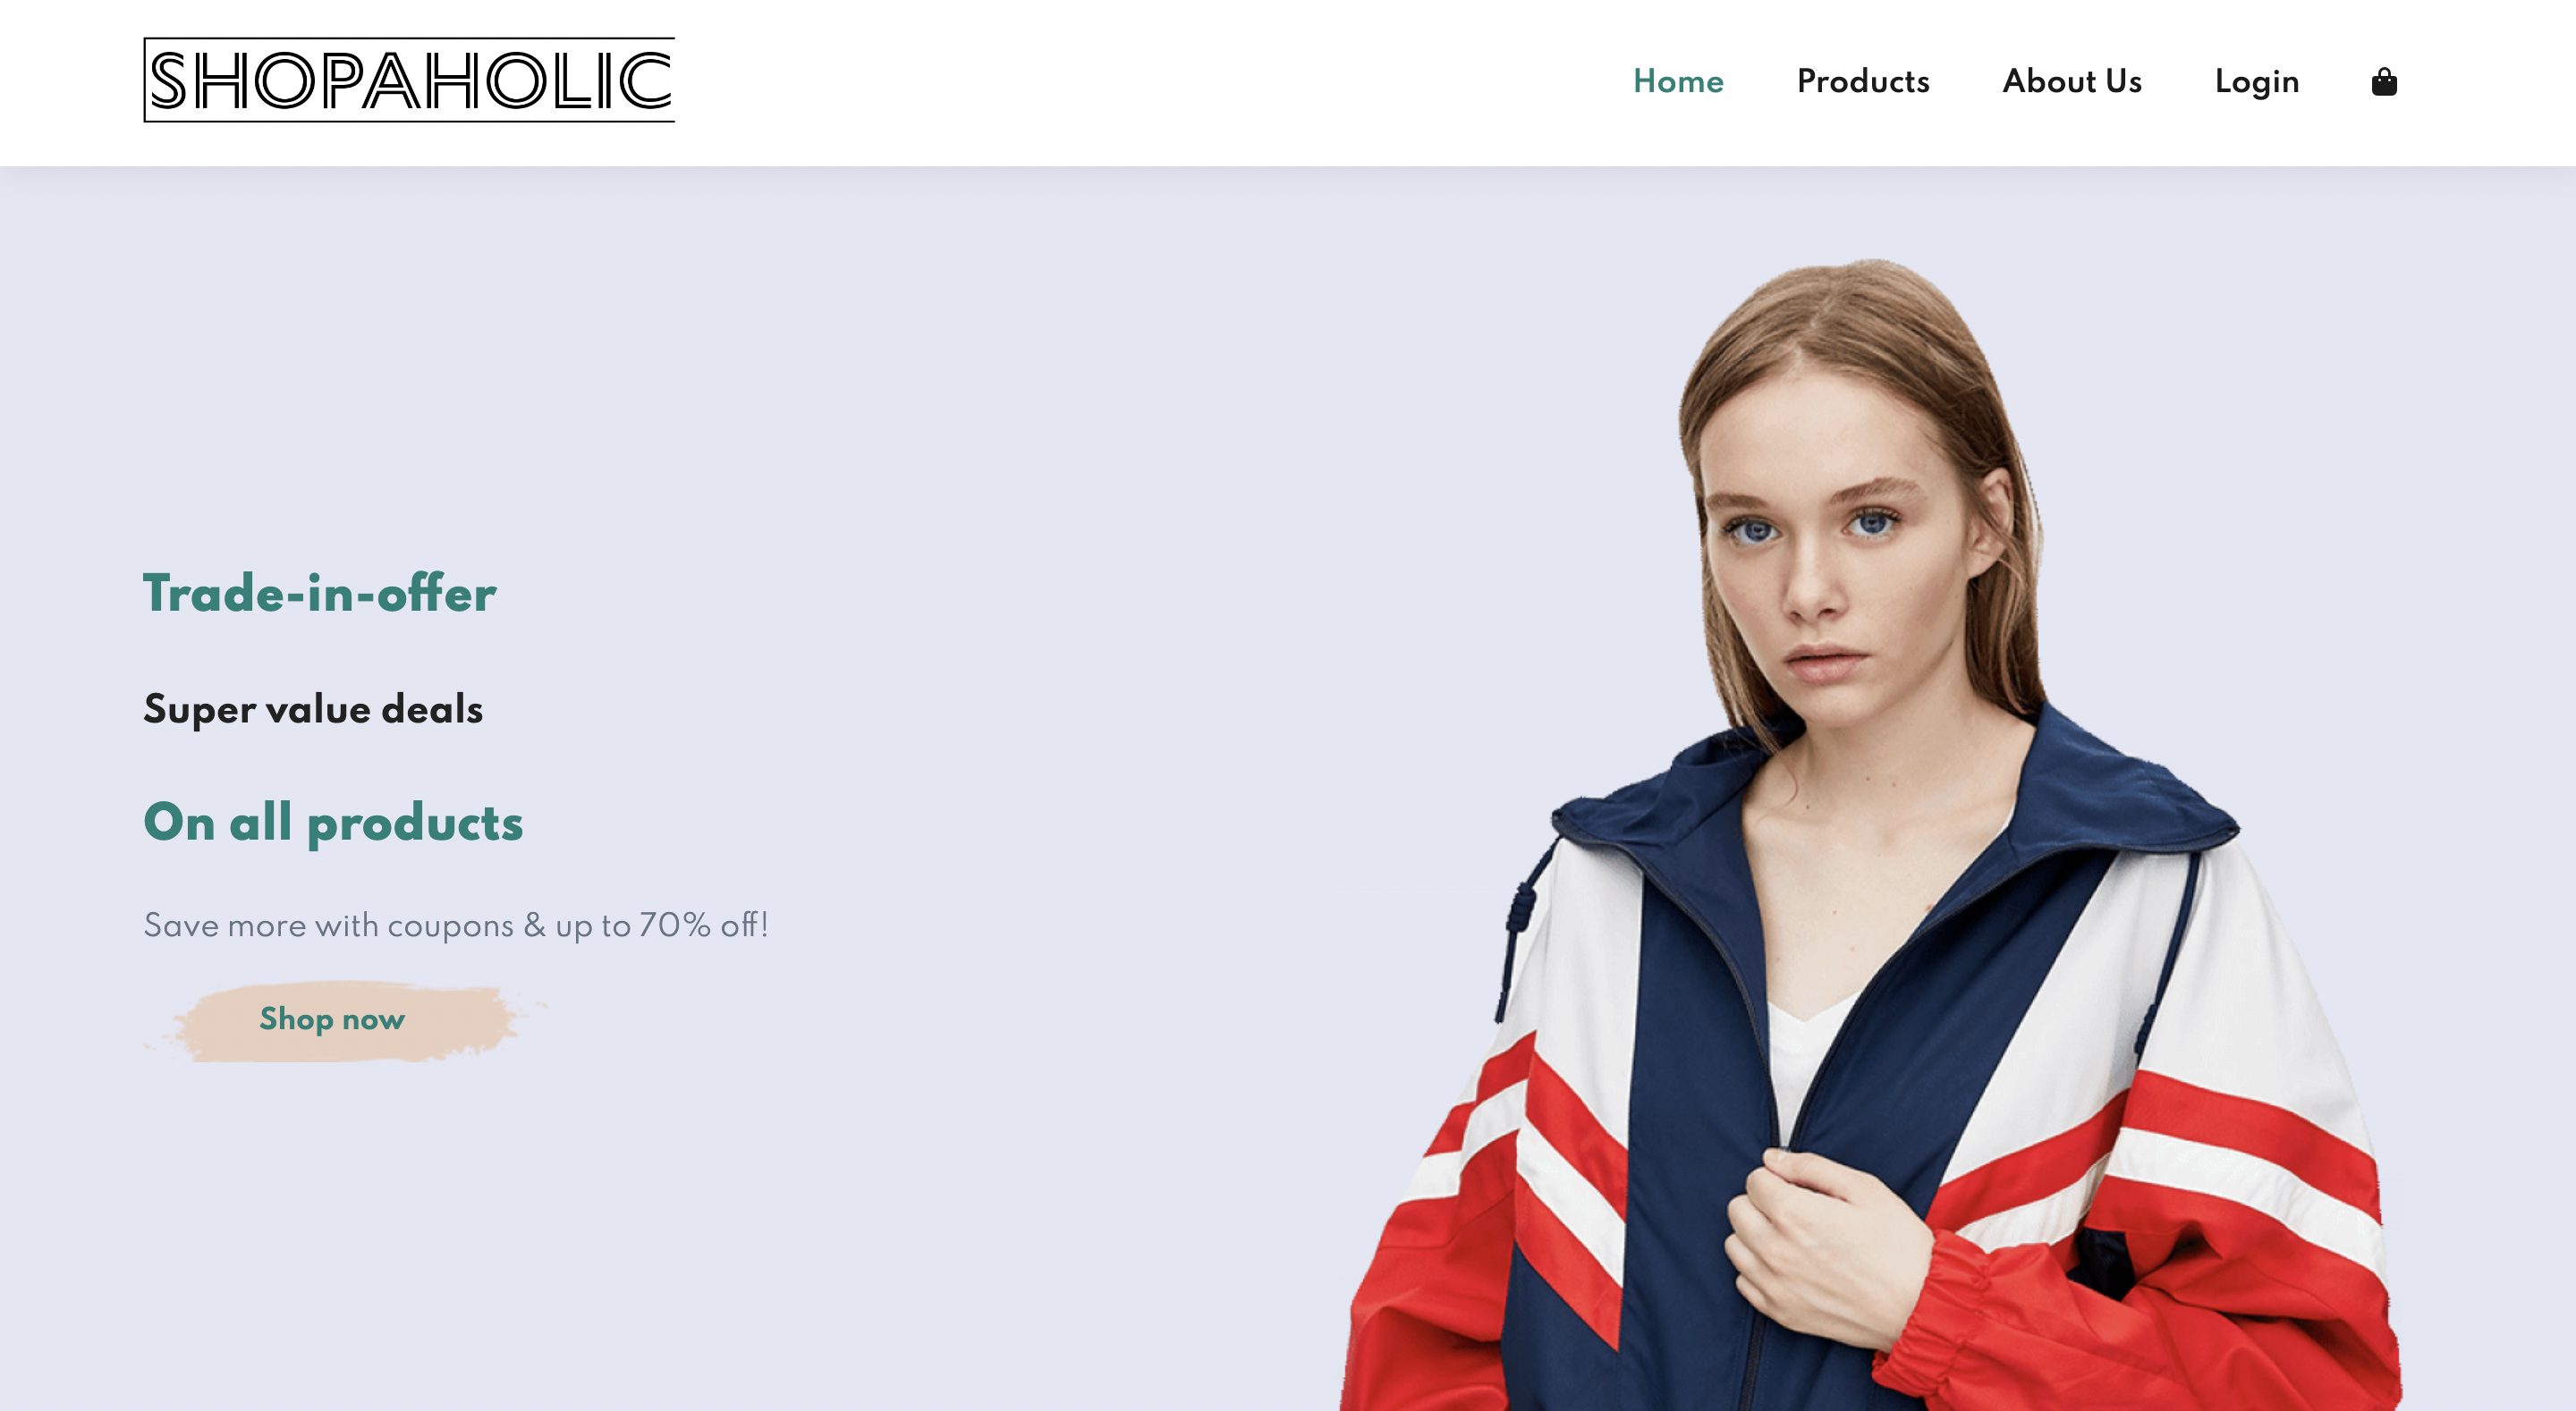 SHOPAHOLIC
Home Products About Us Login
Trade-in-offer
Super value deals
On all products
Save more with coupons & up to 70% off!
Shop now